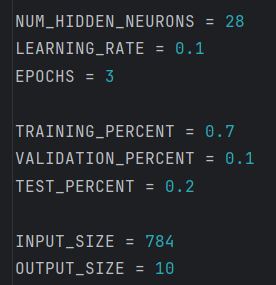 NUM_HIDDEN_NEURONS = 28
LEARNING_RATE = 0.1
EPOCHS = 3
TRAINING_PERCENT = 0.7
VALIDATION_PERCENT = 0.1
TEST_PERCENT = 0.2
INPUT_SIZE = 784
OUTPUT_SIZE = 10